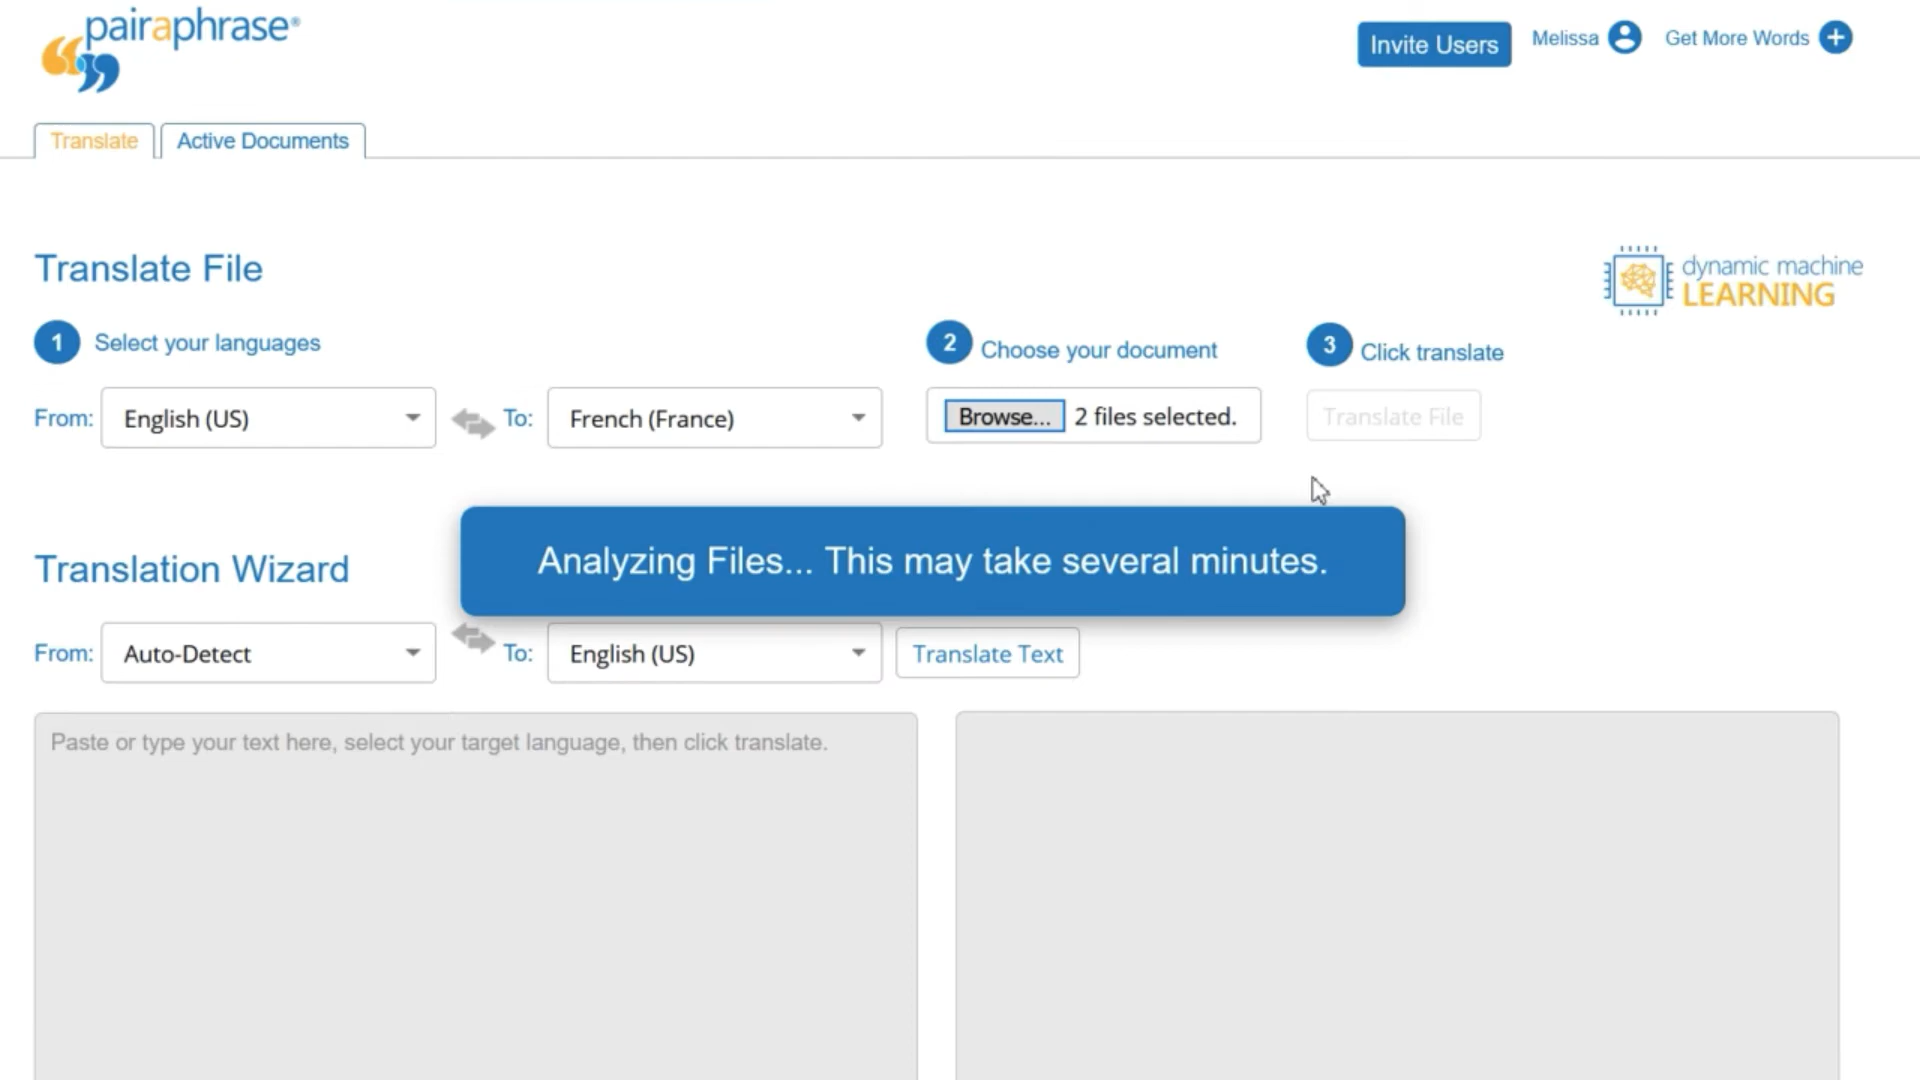 pairaphrase®
Invite Users
Melissa
Get More Words
Translate
Active Documents
Translate File
dynamic machine
LEARNING
1 Select your languages
2 Choose your document
3 Click translate
From: English (US)
To: French (France)
Browse... 2 files selected.
Translate File
Analyzing Files... This may take several minutes.
Translation Wizard
From: Auto-Detect
To: English (US)
Translate Text
Paste or type your text here, select your target language, then click translate.